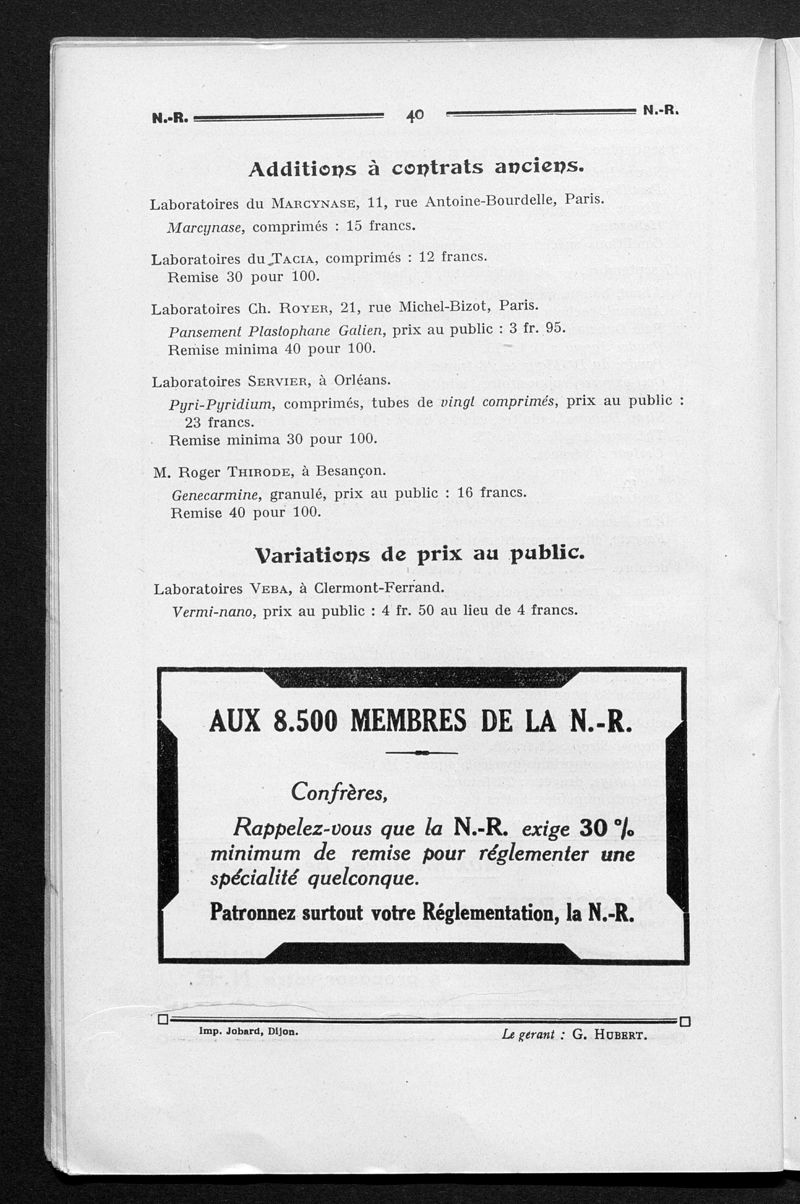 N.-R. 40 N.-R.
Additions à contrats anciens.
Laboratoires du MARCYNASE, 11, rue Antoine-Bourdelle, Paris.
Marcynase, comprimés : 15 francs.
Laboratoires du TACIA, comprimés : 12 francs.
Remise 30 pour 100.
Laboratoires Ch. ROYER, 21, rue Michel-Bizot, Paris.
Pansement Plastophane Galien, prix au public : 3 fr. 95.
Remise minima 40 pour 100.
Laboratoires SERVIER, à Orléans.
Pyri-Pyridium, comprimés, tubes de vingt comprimés, prix au public :
23 francs.
Remise minima 30 pour 100.
M. Roger THIRODE, à Besançon.
Genecarmine, granulé, prix au public : 16 francs.
Remise 40 pour 100.
Variations de prix au public.
Laboratoires VEBA, à Clermont-Ferrand.
Vermi-nano, prix au public : 4 fr. 50 au lieu de 4 francs.
AUX 8.500 MEMBRES DE LA N.-R.
Confrères,
Rappelez-vous que la N.-R. exige 30 %
minimum de remise pour réglementer une
spécialité quelconque.
Patronnez surtout votre Réglementation, la N.-R.
Imp. Jobard, Dijon.
Le gerant : G. HUBERT.